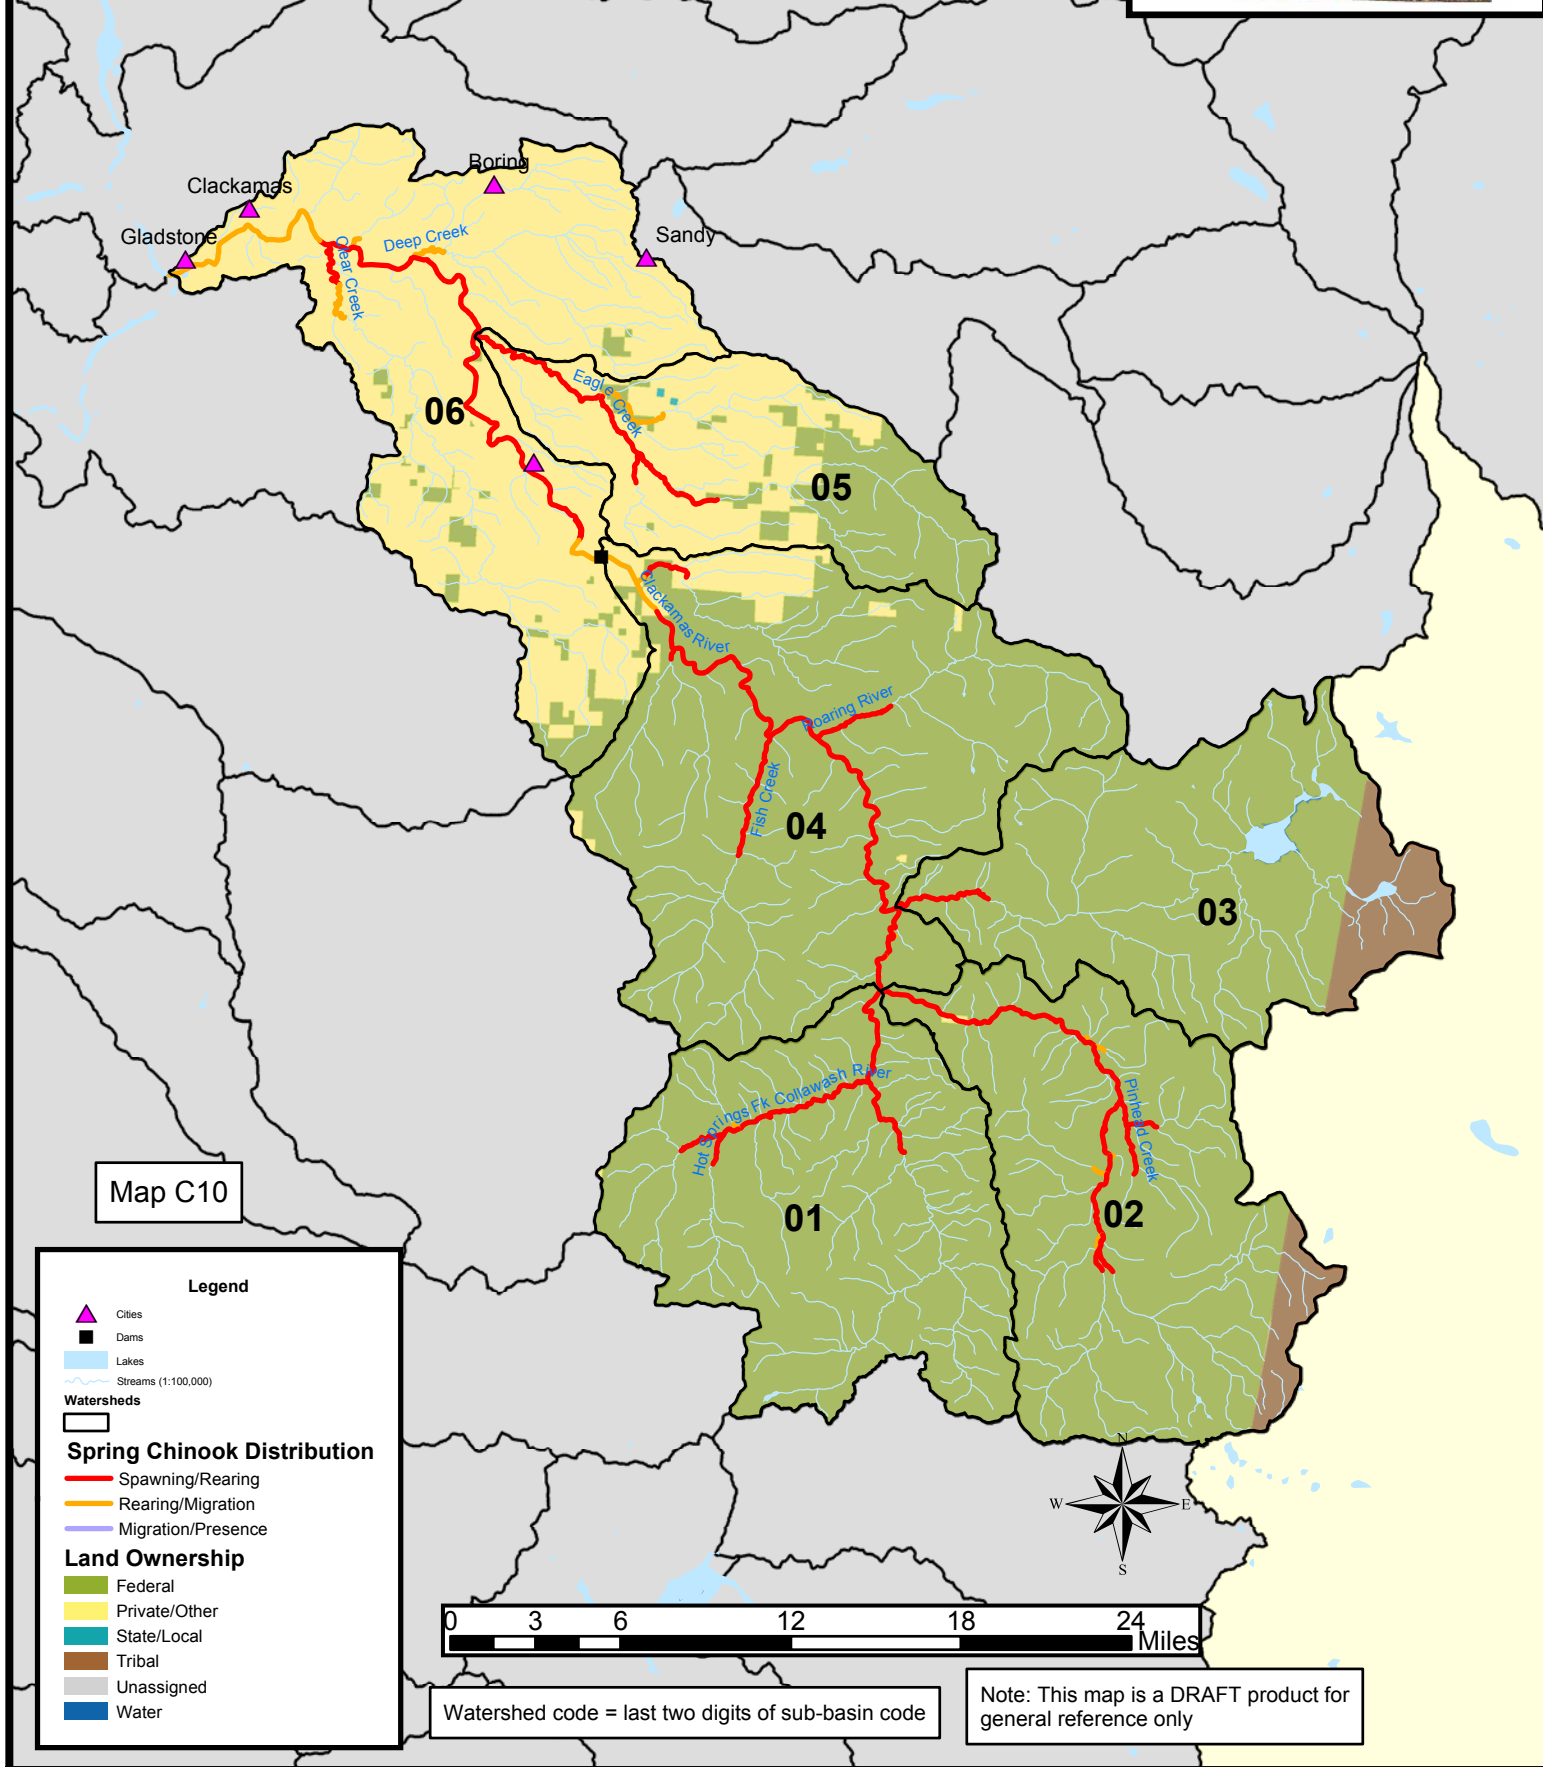 Boring
Clackamas
Gladstone
Sandy
Deep Creek
Clear Creek
Eagle Creek
06
05
Clackamas River
Roaring River
Fish Creek
04
03
Hot Springs Fk Collawash River
Pinhead Creek
01
02
Map C10
Legend
Cities
Dams
Lakes
Streams (1:100,000)
Watersheds
Spring Chinook Distribution
Spawning/Rearing
Rearing/Migration
Migration/Presence
Land Ownership
Federal
Private/Other
State/Local
Tribal
Unassigned
Water
N
W
E
S
0 3 6 12 18 24
Miles
Watershed code = last two digits of sub-basin code
Note: This map is a DRAFT product for
general reference only